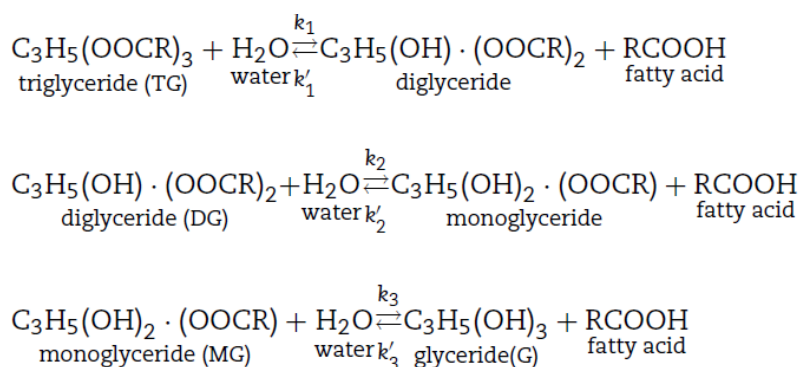 k₁
C₃H₅(OOCR)₃ + H₂O ⇌ C₃H₅(OH) · (OOCR)₂ + RCOOH
triglyceride (TG) water k′₁ diglyceride fatty acid
k₂
C₃H₅(OH) · (OOCR)₂+H₂O ⇌ C₃H₅(OH)₂ · (OOCR) + RCOOH
diglyceride (DG) water k′₂ monoglyceride fatty acid
k₃
C₃H₅(OH)₂ · (OOCR) + H₂O ⇌ C₃H₅(OH)₃ + RCOOH
monoglyceride (MG) water k′₃ glyceride(G) fatty acid